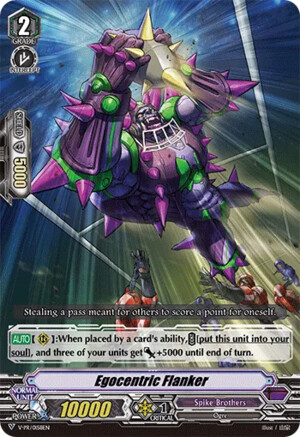 2
GRADE
INTERCEPT
5000
Stealing a pass meant for others to score a point for oneself.
AUTO [ ]:When placed by a card's ability, [put this unit into your
soul], and three of your units get +5000 until end of turn.
Egocentric Flanker
NORMAL
UNIT
Spike Brothers
POWER
10000
1
CRITICAL
Ogre
V-PR/0158EN